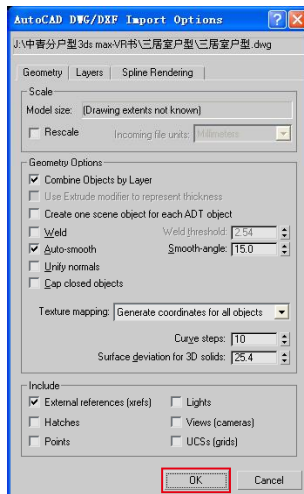 AutoCAD DWG/DXF Import Options
J:\中青分户型3ds max-VR书\三居室户型\三居室户型.dwg
Geometry Layers Spline Rendering
Scale
Model size: (Drawing extents not known)
Rescale Incoming file units: Millimeters
Geometry Options
Combine Objects by Layer
Use Extrude modifier to represent thickness
Create one scene object for each ADT object
Weld Weld threshold: 2.54
Auto-smooth Smooth-angle: 15.0
Unify normals
Cap closed objects
Texture mapping: Generate coordinates for all objects
Curve steps: 10
Surface deviation for 3D solids: 25.4
Include
External references (xrefs) Lights
Hatches Views (cameras)
Points UCSs (grids)
OK Cancel